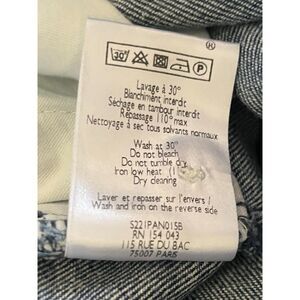 ®
30° P
Lavage à 30°
Blanchiment interdit
Séchage en tambour interdit
Repassage 110° max
Nettoyage à sec tous solvants normaux
Wash at 30°
Do not bleach
Do not tumble dry
Iron low heat (1
Dry cleaning
Laver et repasser sur l'envers !
Wash and iron on the reverse side
S221PAN015B
RN 154 043
115 RUE DU BAC
75007 PARIS